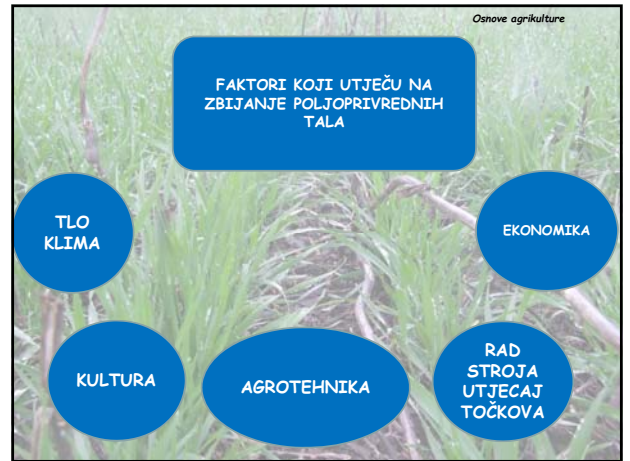 Osnove agrikulture
FAKTORI KOJI UTJEČU NA
ZBIJANJE POLJOPRIVREDNIH
TALA
TLO
KLIMA
EKONOMIKA
KULTURA
AGROTEHNIKA
RAD
STROJA
UTJECAJ
TOČKOVA